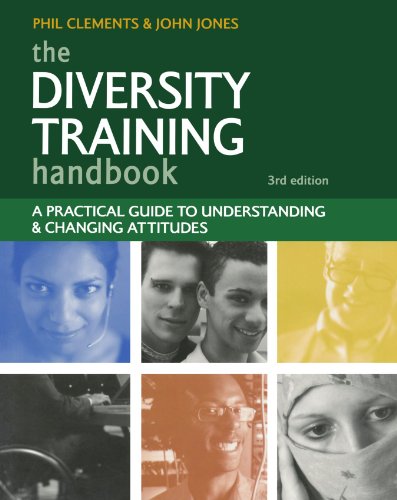 PHIL CLEMENTS & JOHN JONES
the
DIVERSITY
TRAINING
handbook
3rd edition
A PRACTICAL GUIDE TO UNDERSTANDING
& CHANGING ATTITUDES